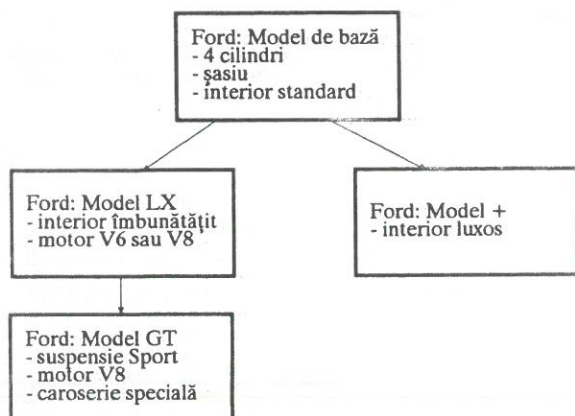 Ford: Model de bază
- 4 cilindri
- şasiu
- interior standard
Ford: Model LX
- interior îmbunătăţit
- motor V6 sau V8
Ford: Model +
- interior luxos
Ford: Model GT
- suspensie Sport
- motor V8
- caroserie specială